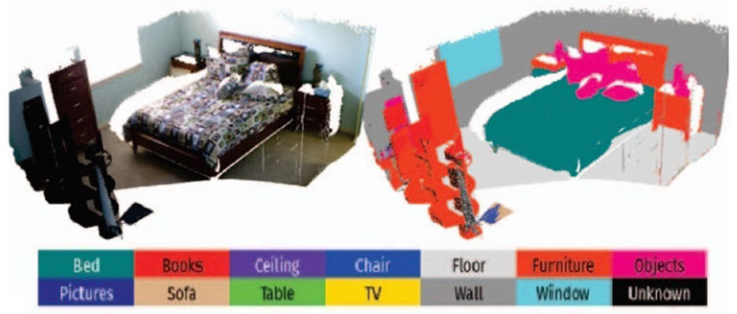 Bed Books Ceiling Chair Floor Furniture Objects
Pictures Sofa Table TV Wall Window Unknown